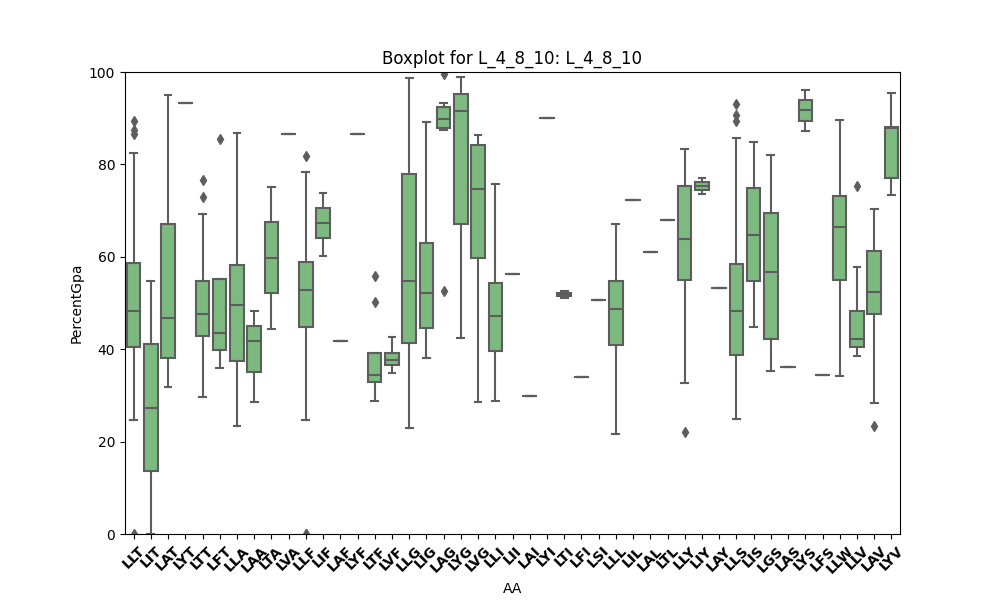 Boxplot for L_4_8_10: L_4_8_10
100
80
60
40
20
0
PercentGpa
LLT LIT LAT LYT LTT LFT LLA LAA LTA LVA LLF LIF LAF LYF LTF LVF LLG LIG LAG LYG LVG LLI LII LAI LYI LTI LFI LSI LLL LIL LAL LTL LLY LIY LAY LLS LIS LGS LAS LYS LFS LLW LLV LAV LYV
AA